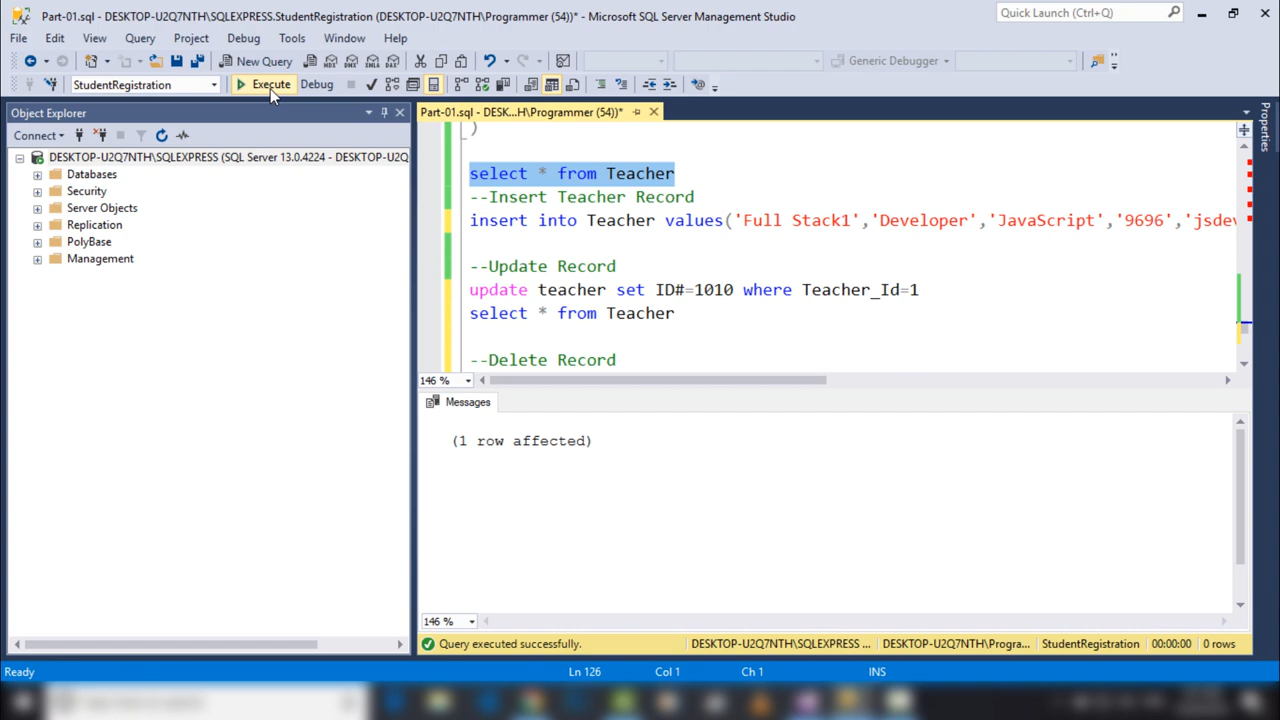 Part-01.sql - DESKTOP-U2Q7NTH\SQLEXPRESS.StudentRegistration (DESKTOP-U2Q7NTH\Programmer (54))* - Microsoft SQL Server Management Studio
Quick Launch (Ctrl+Q)
File Edit View Query Project Debug Tools Window Help
New Query
Generic Debugger
StudentRegistration
Execute
Debug
Object Explorer
Part-01.sql - DESK...H\Programmer (54))*
Properties
Connect
DESKTOP-U2Q7NTH\SQLEXPRESS (SQL Server 13.0.4224 - DESKTOP-U2Q
Databases
Security
Server Objects
Replication
PolyBase
Management
)
select * from Teacher
--Insert Teacher Record
insert into Teacher values('Full Stack1','Developer','JavaScript','9696','jsdev
--Update Record
update teacher set ID#=1010 where Teacher_Id=1
select * from Teacher
--Delete Record
146 %
Messages
(1 row affected)
146 %
Query executed successfully.
DESKTOP-U2Q7NTH\SQLEXPRESS ...
DESKTOP-U2Q7NTH\Progra...
StudentRegistration
00:00:00
0 rows
Ready
Ln 126
Col 1
Ch 1
INS